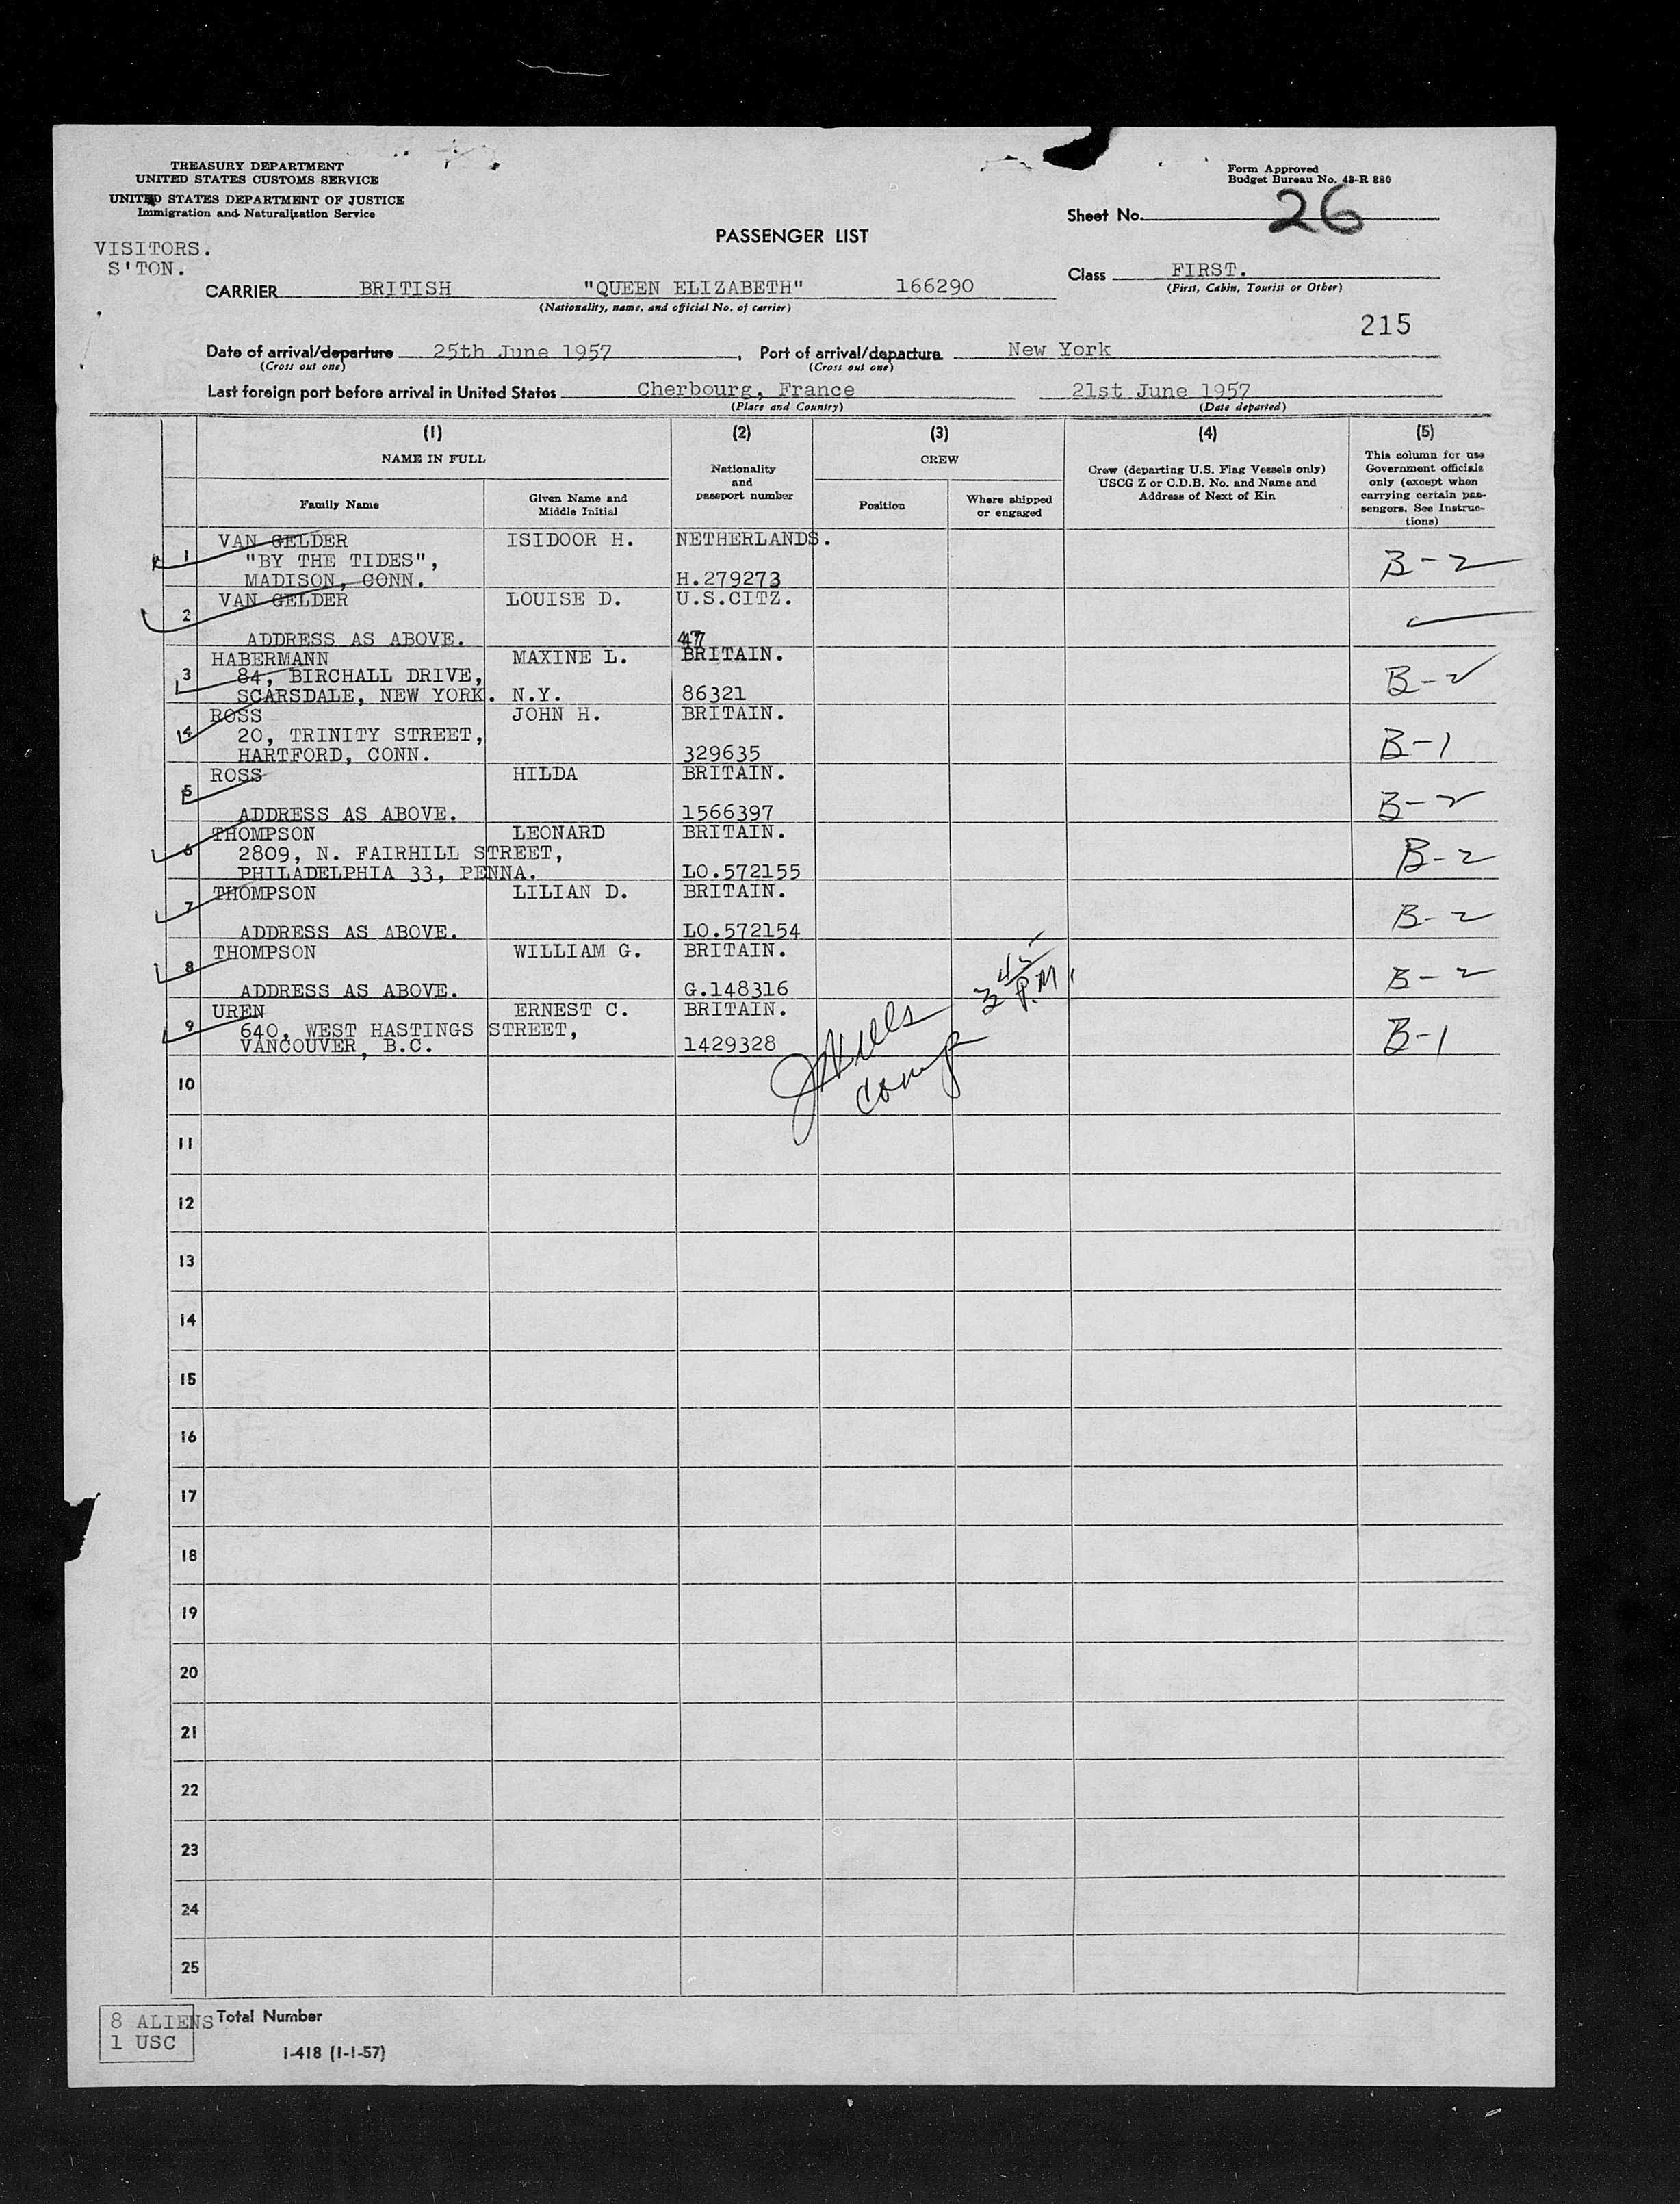 TREASURY DEPARTMENT
UNITED STATES CUSTOMS SERVICE
UNITED STATES DEPARTMENT OF JUSTICE
Immigration and Naturalization Service
Form Approved
Budget Bureau No. 43-R 880
Sheet No. 26
PASSENGER LIST
VISITORS.
S'TON.
Class FIRST.
(First, Cabin, Tourist or Other)
CARRIER BRITISH "QUEEN ELIZABETH" 166290
(Nationality, name, and official No. of carrier)
215
Date of arrival/departure 25th June 1957, Port of arrival/departure New York
(Cross out one) (Cross out one)
Last foreign port before arrival in United States Cherbourg, France 21st June 1957
(Place and Country) (Date departed)
(1) (2) (3) (4) (5)
NAME IN FULL
Family Name
Given Name and
Middle Initial
Nationality
and
passport number
CREW
Position
Where shipped
or engaged
Crew (departing U.S. Flag Vessels only)
USCG Z or C.D.B. No. and Name and
Address of Next of Kin
This column for use
Government officials
only (except when
carrying certain pas-
sengers. See Instruc-
tions)
1 VAN GELDER ISIDOOR H. NETHERLANDS.
"BY THE TIDES", B-2
MADISON, CONN. H.279273
2 VAN GELDER LOUISE D. U.S.CITZ.
ADDRESS AS ABOVE. 47
3 HABERMANN MAXINE L. BRITAIN.
84, BIRCHALL DRIVE, B-2
SCARSDALE, NEW YORK. N.Y. 86321
4 ROSS JOHN H. BRITAIN.
20, TRINITY STREET, B-1
HARTFORD, CONN. 329635
5 ROSS HILDA BRITAIN.
B-2
ADDRESS AS ABOVE. 1566397
6 THOMPSON LEONARD BRITAIN.
2809, N. FAIRHILL STREET, B-2
PHILADELPHIA 33, PENNA. LO.572155
7 THOMPSON LILIAN D. BRITAIN.
B-2
ADDRESS AS ABOVE. LO.572154
8 THOMPSON WILLIAM G. BRITAIN.
B-2
ADDRESS AS ABOVE. G.148316
9 UREN ERNEST C. BRITAIN.
640, WEST HASTINGS STREET, B-1
VANCOUVER, B.C. 1429328
3 45 P.M.
10
11
12
13
14
15
16
17
18
19
20
21
22
23
24
25
8 ALIENS Total Number
1 USC
I-418 (1-1-57)